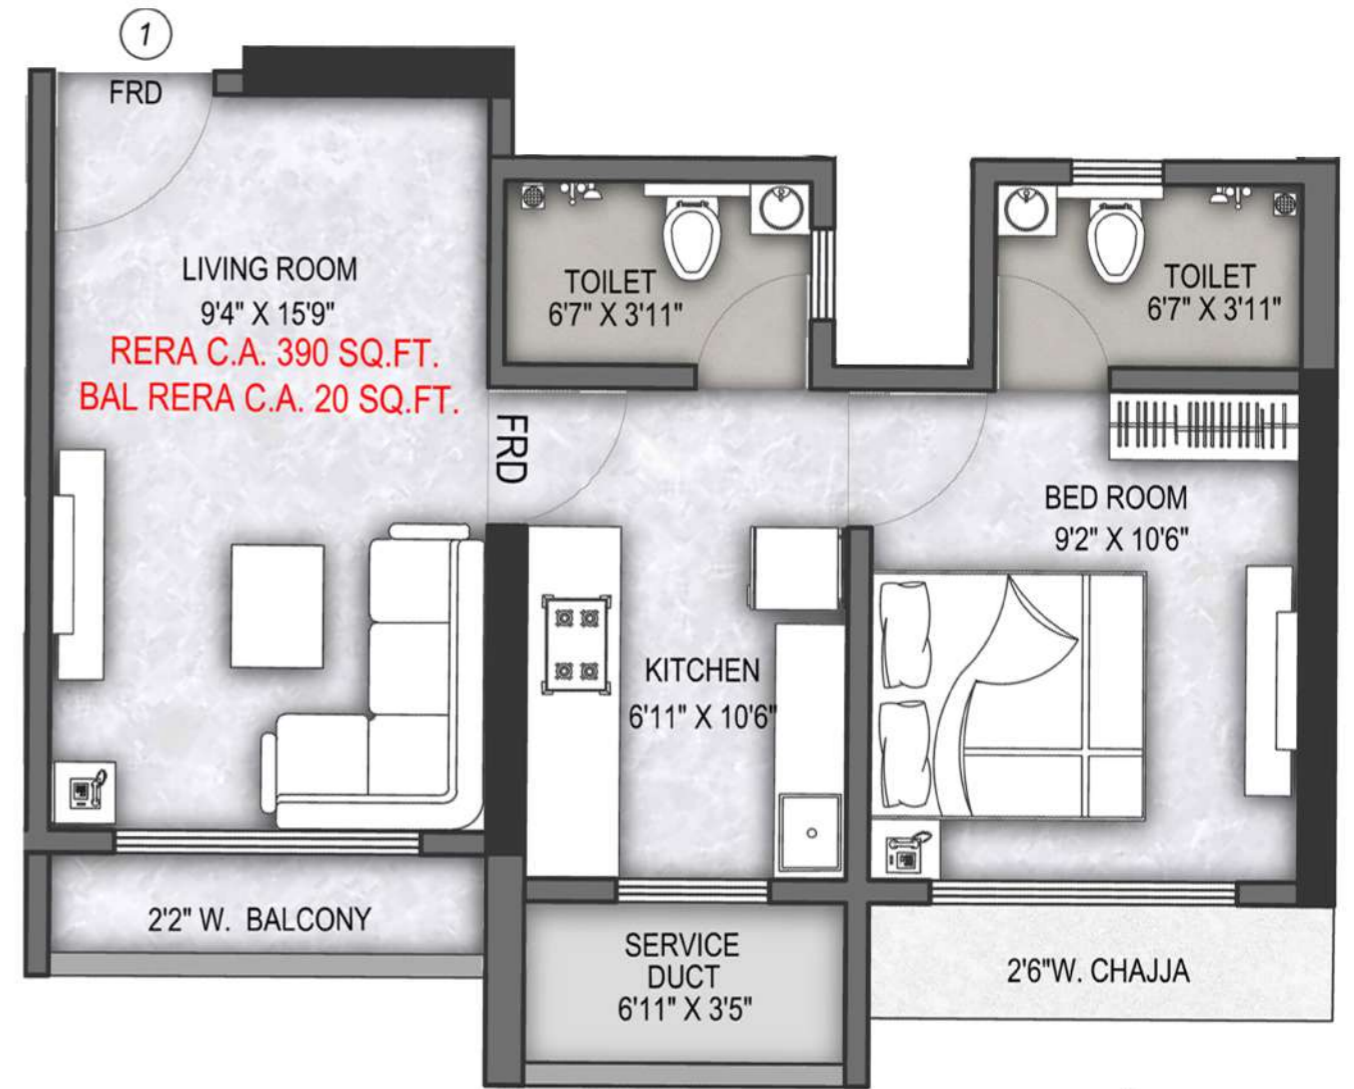 1
FRD
LIVING ROOM
9'4" X 15'9"
RERA C.A. 390 SQ.FT.
BAL RERA C.A. 20 SQ.FT.
TOILET
6'7" X 3'11"
TOILET
6'7" X 3'11"
FRD
BED ROOM
9'2" X 10'6"
KITCHEN
6'11" X 10'6"
2'2" W. BALCONY
SERVICE
DUCT
6'11" X 3'5"
2'6"W. CHAJJA